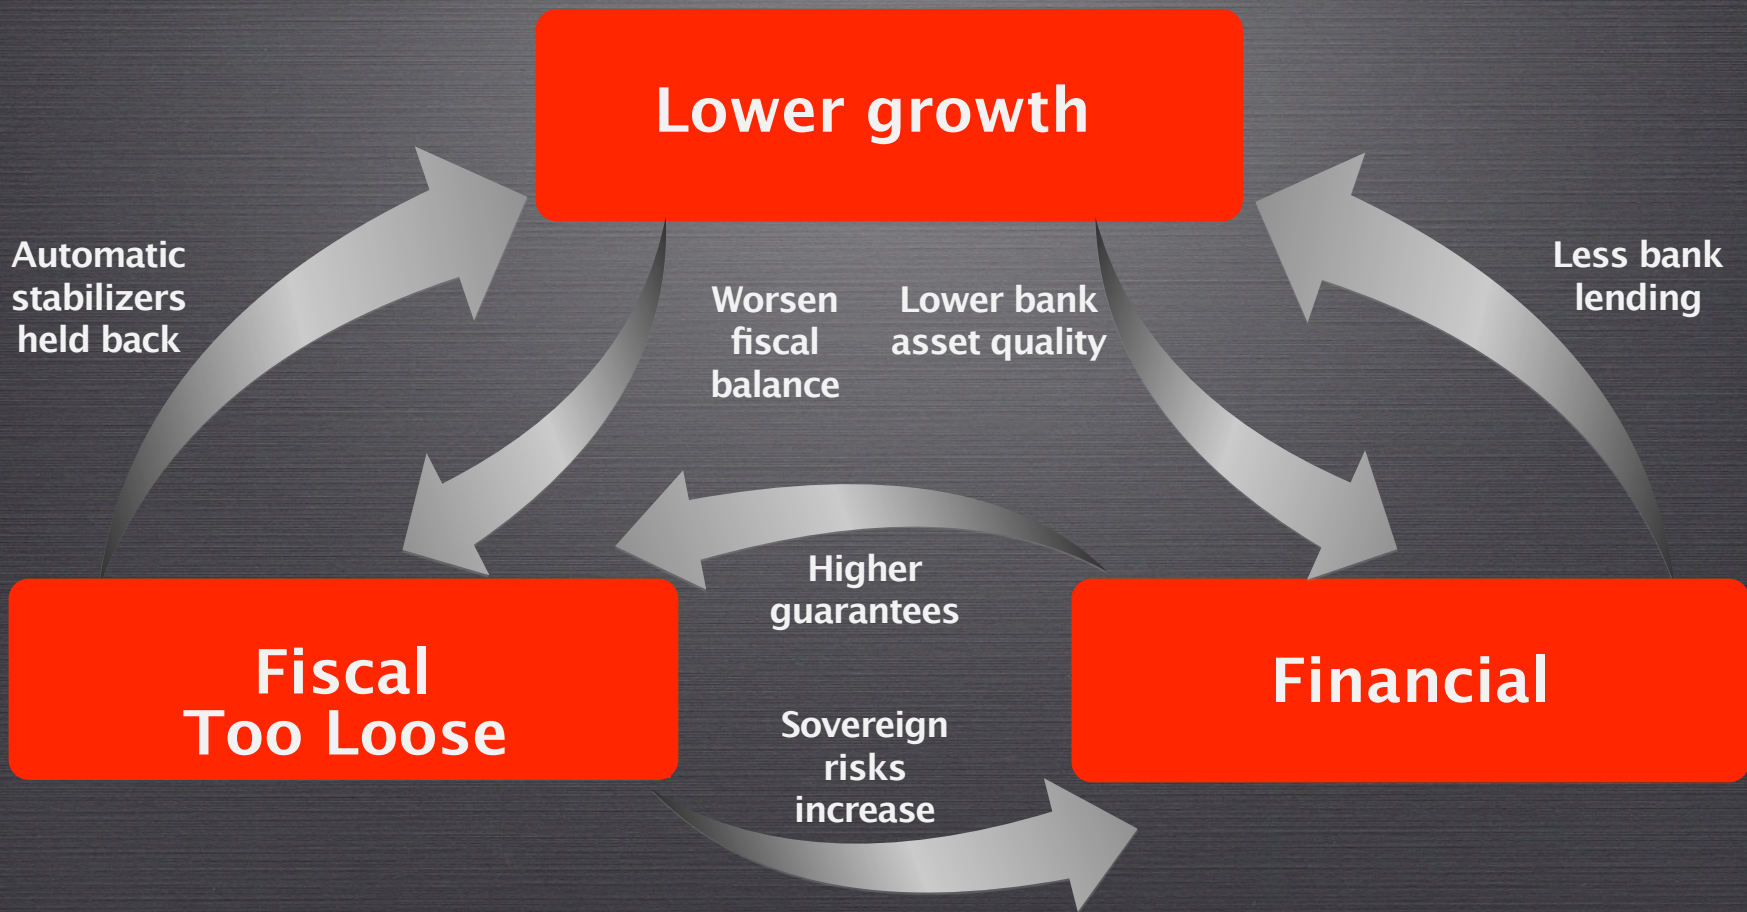 Lower growth
Automatic
stabilizers
held back
Worsen
fiscal
balance
Lower bank
asset quality
Less bank
lending
Higher
guarantees
Fiscal
Too Loose
Financial
Sovereign
risks
increase